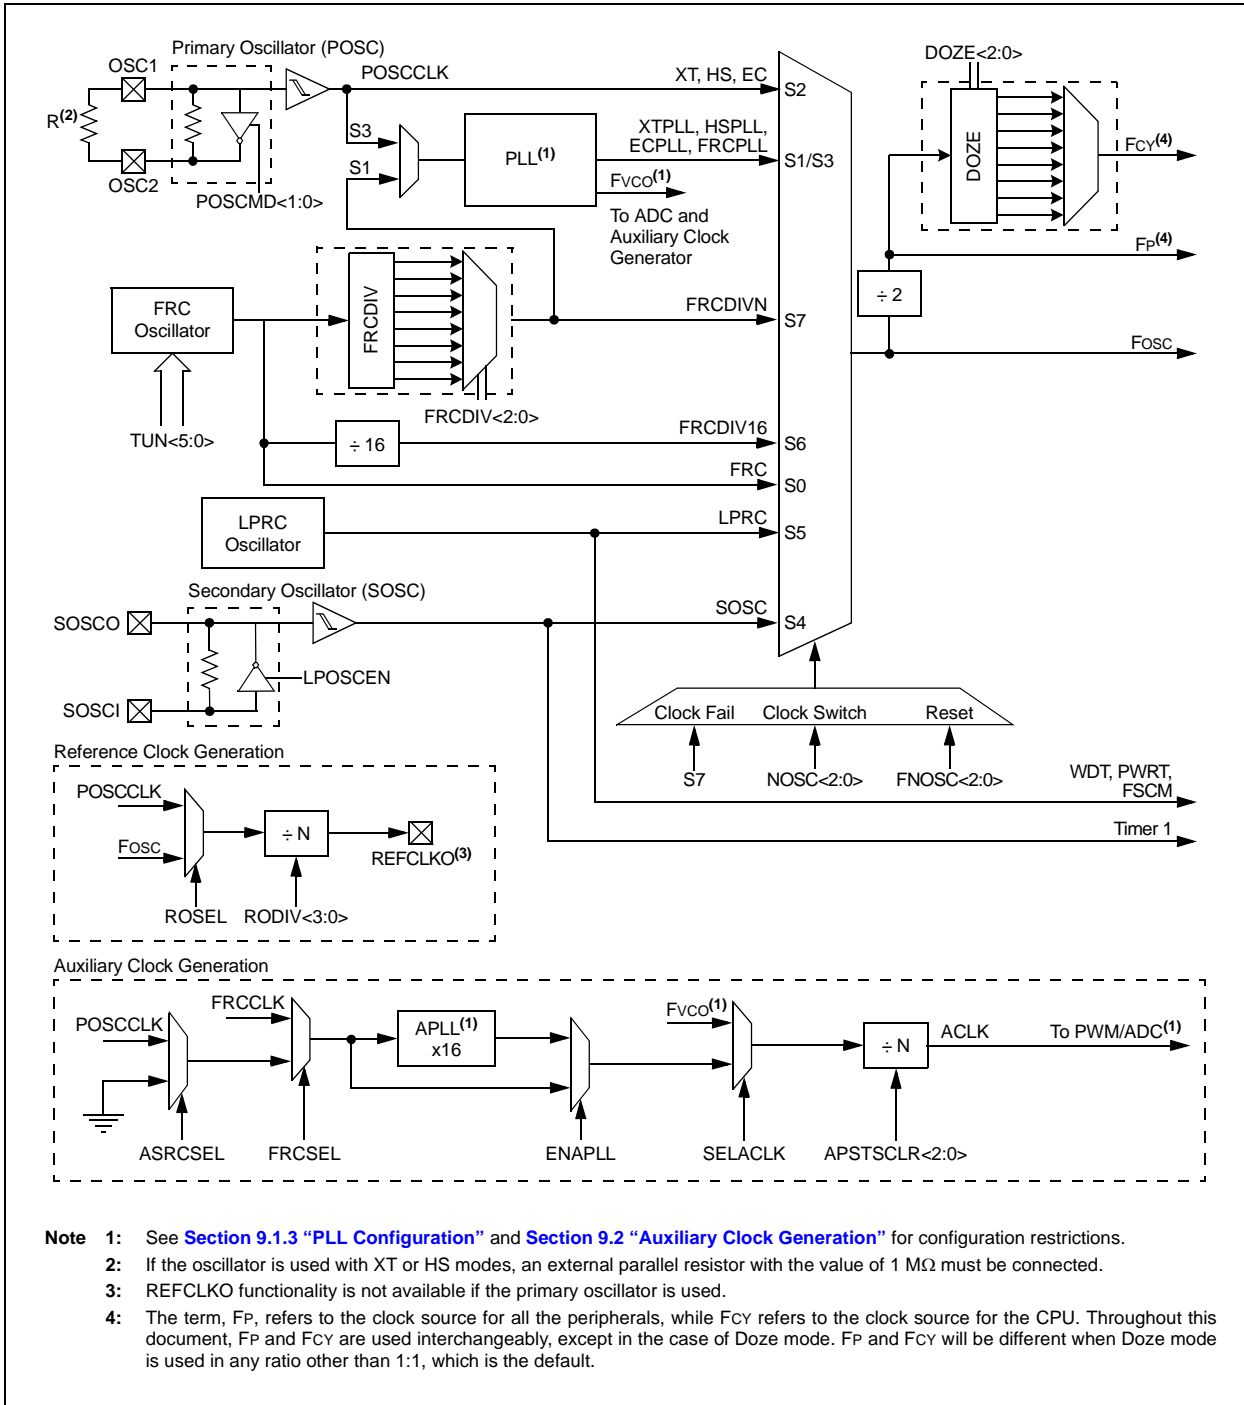 Primary Oscillator (POSC)
OSC1
R(2)
OSC2
POSCMD<1:0>
POSCCLK
XT, HS, EC
S2
S3
S1
PLL(1)
XTPLL, HSPLL,
ECPLL, FRCPLL
S1/S3
FVCO(1)
To ADC and
Auxiliary Clock
Generator
DOZE<2:0>
DOZE
FCY(4)
FP(4)
÷ 2
FOSC
FRC
Oscillator
TUN<5:0>
FRCDIV
FRCDIV<2:0>
FRCDIVN
S7
÷ 16
FRCDIV16
S6
FRC
S0
LPRC
Oscillator
LPRC
S5
Secondary Oscillator (SOSC)
SOSCO
SOSCI
LPOSCEN
SOSC
S4
Clock Fail
Clock Switch
Reset
S7
NOSC<2:0>
FNOSC<2:0>
WDT, PWRT,
FSCM
Timer 1
Reference Clock Generation
POSCCLK
FOSC
÷ N
REFCLKO(3)
ROSEL
RODIV<3:0>
Auxiliary Clock Generation
POSCCLK
FRCCLK
APLL(1)
x16
FVCO(1)
÷ N
ACLK
To PWM/ADC(1)
ASRCSEL
FRCSEL
ENAPLL
SELACLK
APSTSCLR<2:0>
Note 1: See Section 9.1.3 “PLL Configuration” and Section 9.2 “Auxiliary Clock Generation” for configuration restrictions.
2: If the oscillator is used with XT or HS modes, an external parallel resistor with the value of 1 MΩ must be connected.
3: REFCLKO functionality is not available if the primary oscillator is used.
4: The term, FP, refers to the clock source for all the peripherals, while FCY refers to the clock source for the CPU. Throughout this
document, FP and FCY are used interchangeably, except in the case of Doze mode. FP and FCY will be different when Doze mode
is used in any ratio other than 1:1, which is the default.